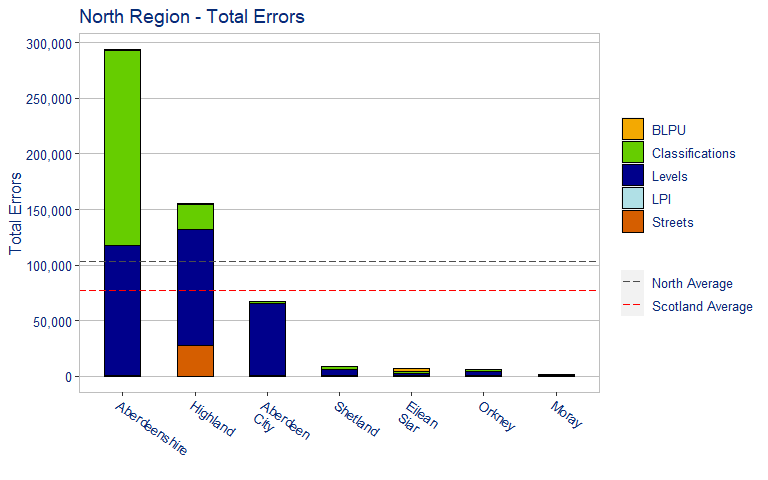 North Region - Total Errors
Total Errors
300,000
250,000
200,000
150,000
100,000
50,000
0
Aberdeenshire
Highland
Aberdeen
City
Shetland
Eilean
Siar
Orkney
Moray
BLPU
Classifications
Levels
LPI
Streets
North Average
Scotland Average